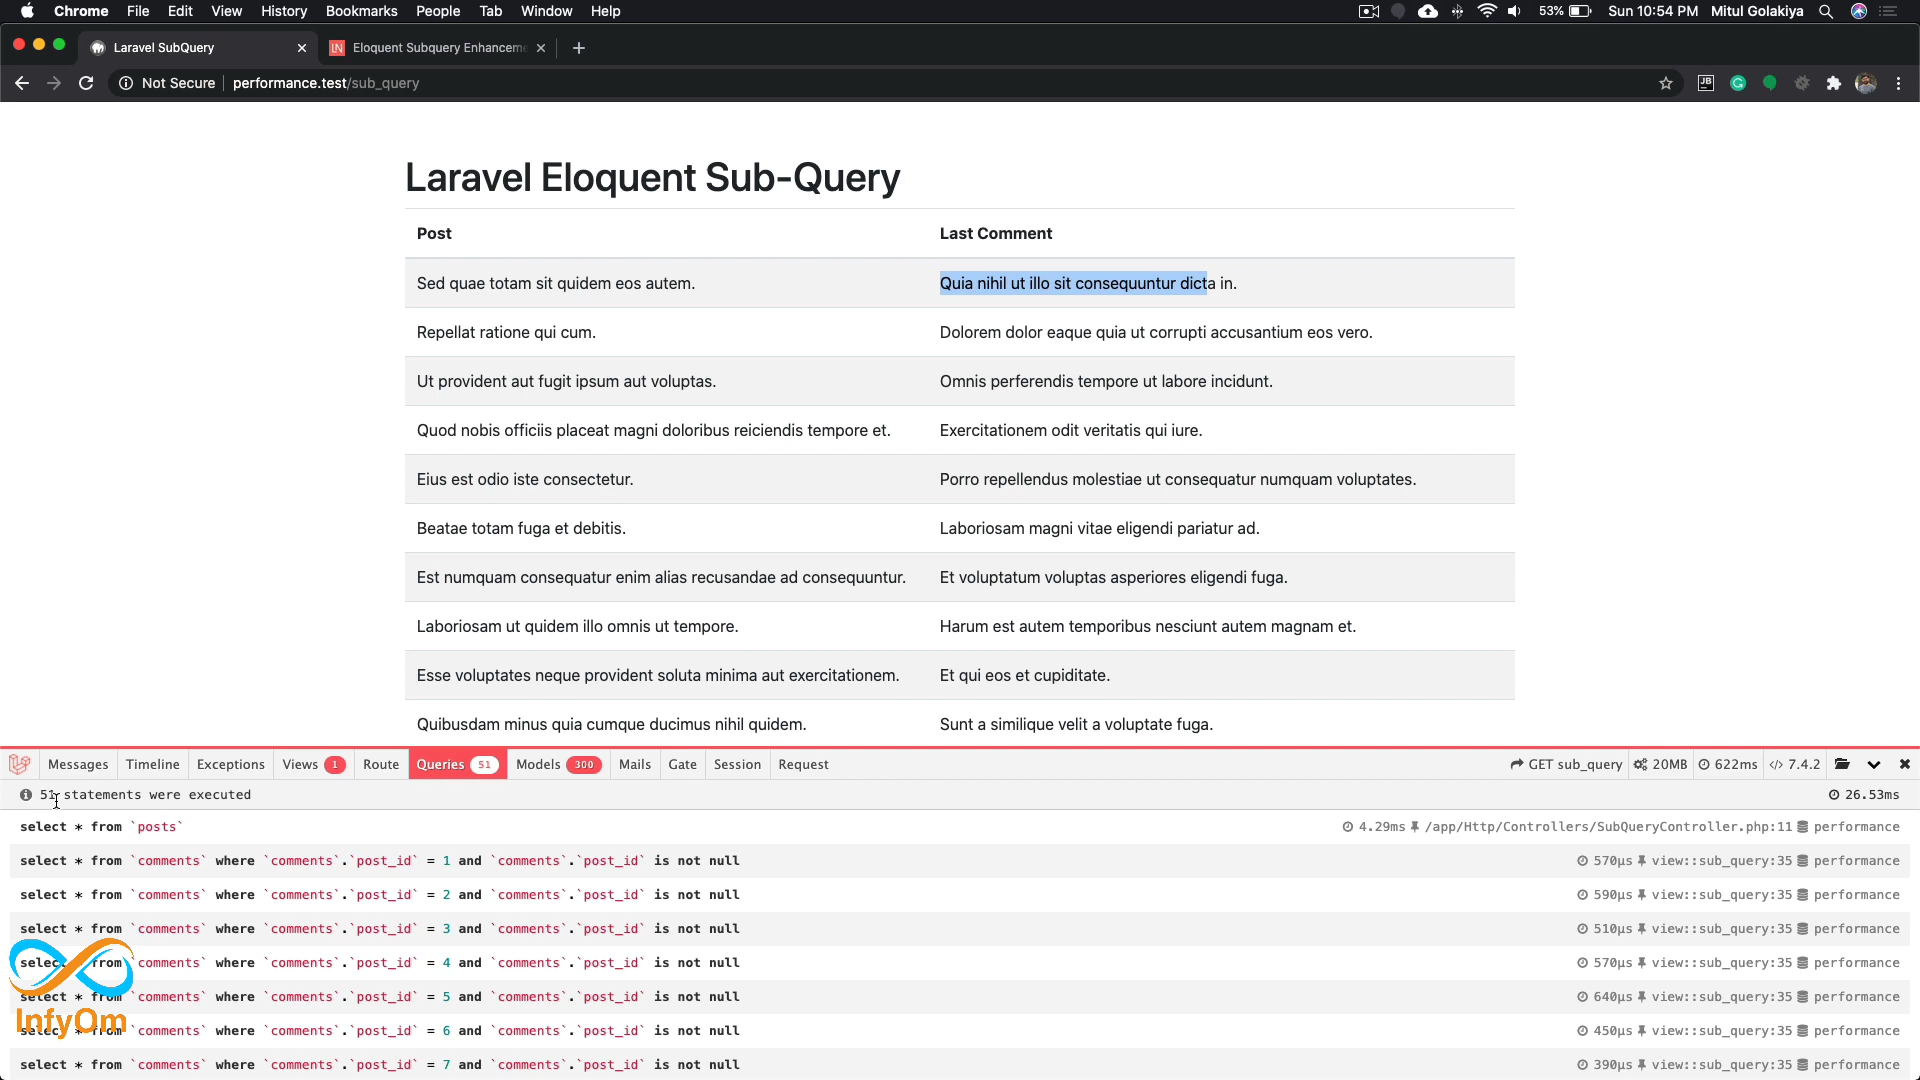 Chrome File Edit View History Bookmarks People Tab Window Help 53% Sun 10:54 PM Mitul Golakiya
Laravel SubQuery Eloquent Subquery Enhanceme
Not Secure performance.test/sub_query
Laravel Eloquent Sub-Query
Post Last Comment
Sed quae totam sit quidem eos autem. Quia nihil ut illo sit consequuntur dicta in.
Repellat ratione qui cum. Dolorem dolor eaque quia ut corrupti accusantium eos vero.
Ut provident aut fugit ipsum aut voluptas. Omnis perferendis tempore ut labore incidunt.
Quod nobis officiis placeat magni doloribus reiciendis tempore et. Exercitationem odit veritatis qui iure.
Eius est odio iste consectetur. Porro repellendus molestiae ut consequatur numquam voluptates.
Beatae totam fuga et debitis. Laboriosam magni vitae eligendi pariatur ad.
Est numquam consequatur enim alias recusandae ad consequuntur. Et voluptatum voluptas asperiores eligendi fuga.
Laboriosam ut quidem illo omnis ut tempore. Harum est autem temporibus nesciunt autem magnam et.
Esse voluptates neque provident soluta minima aut exercitationem. Et qui eos et cupiditate.
Quibusdam minus quia cumque ducimus nihil quidem. Sunt a similique velit a voluptate fuga.
Messages Timeline Exceptions Views 1 Route Queries 51 Models 300 Mails Gate Session Request GET sub_query 20MB 622ms 7.4.2
51 statements were executed 26.53ms
select * from `posts` 4.29ms /app/Http/Controllers/SubQueryController.php:11 performance
select * from `comments` where `comments`.`post_id` = 1 and `comments`.`post_id` is not null 570μs view::sub_query:35 performance
select * from `comments` where `comments`.`post_id` = 2 and `comments`.`post_id` is not null 590μs view::sub_query:35 performance
select * from `comments` where `comments`.`post_id` = 3 and `comments`.`post_id` is not null 510μs view::sub_query:35 performance
select * from `comments` where `comments`.`post_id` = 4 and `comments`.`post_id` is not null 570μs view::sub_query:35 performance
select * from `comments` where `comments`.`post_id` = 5 and `comments`.`post_id` is not null 640μs view::sub_query:35 performance
InfyOm
select * from `comments` where `comments`.`post_id` = 6 and `comments`.`post_id` is not null 450μs view::sub_query:35 performance
select * from `comments` where `comments`.`post_id` = 7 and `comments`.`post_id` is not null 390μs view::sub_query:35 performance